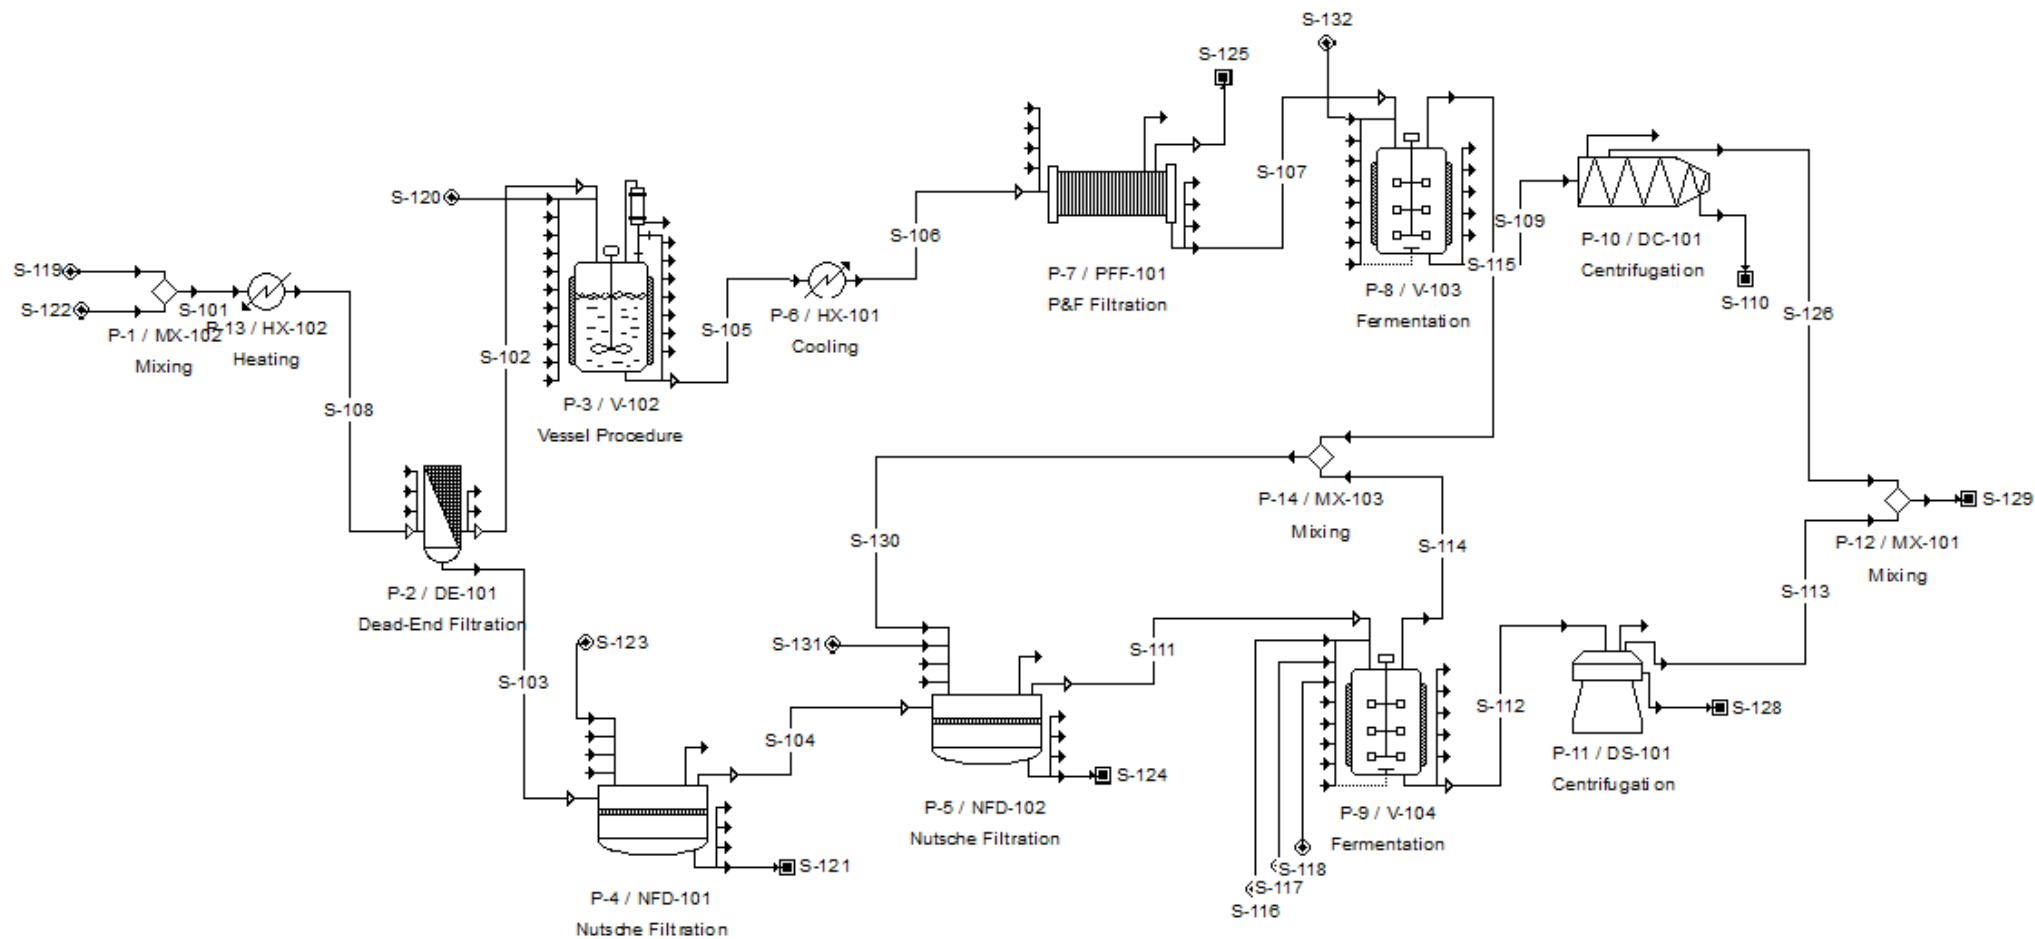 S-132
S-125
S-107
S-120
S-109
S-106
P-10 / DC-101
Centrifugation
S-115
S-119
P-7 / PFF-101
P&F Filtration
P-8 / V-103
Fermentation
S-110
S-122
S-101
P-13 / HX-102
P-1 / MX-102
Mixing
Heating
S-105
P-6 / HX-101
Cooling
S-126
S-102
S-108
P-3 / V-102
Vessel Procedure
P-14 / MX-103
Mixing
S-129
S-130
S-114
P-12 / MX-101
Mixing
P-2 / DE-101
Dead-End Filtration
S-113
S-123
S-131
S-111
S-103
S-104
S-112
S-128
P-11 / DS-101
Centrifugation
S-124
P-5 / NFD-102
Nutsche Filtration
P-9 / V-104
Fermentation
S-121
S-118
S-117
S-116
P-4 / NFD-101
Nutsche Filtration